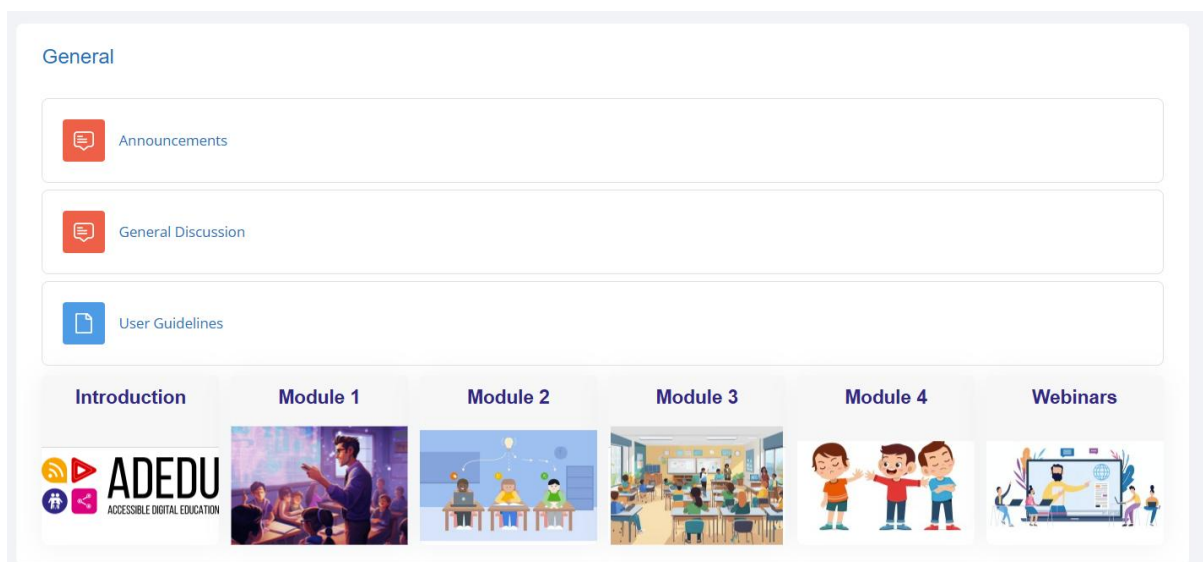 General
Announcements
General Discussion
User Guidelines
Introduction
Module 1
Module 2
Module 3
Module 4
Webinars
ADEDU
ACCESSIBLE DIGITAL EDUCATION